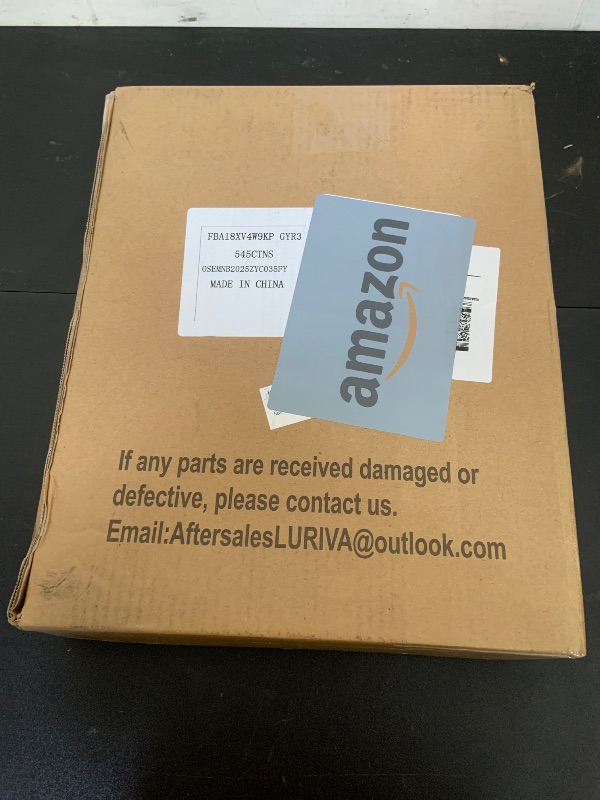 FBA18XV4W9KP GYR3
545CTNS
OSEMNB2025ZYC035PY
MADE IN CHINA
amazon
If any parts are received damaged or
defective, please contact us.
Email:AftersalesLURIVA@outlook.com